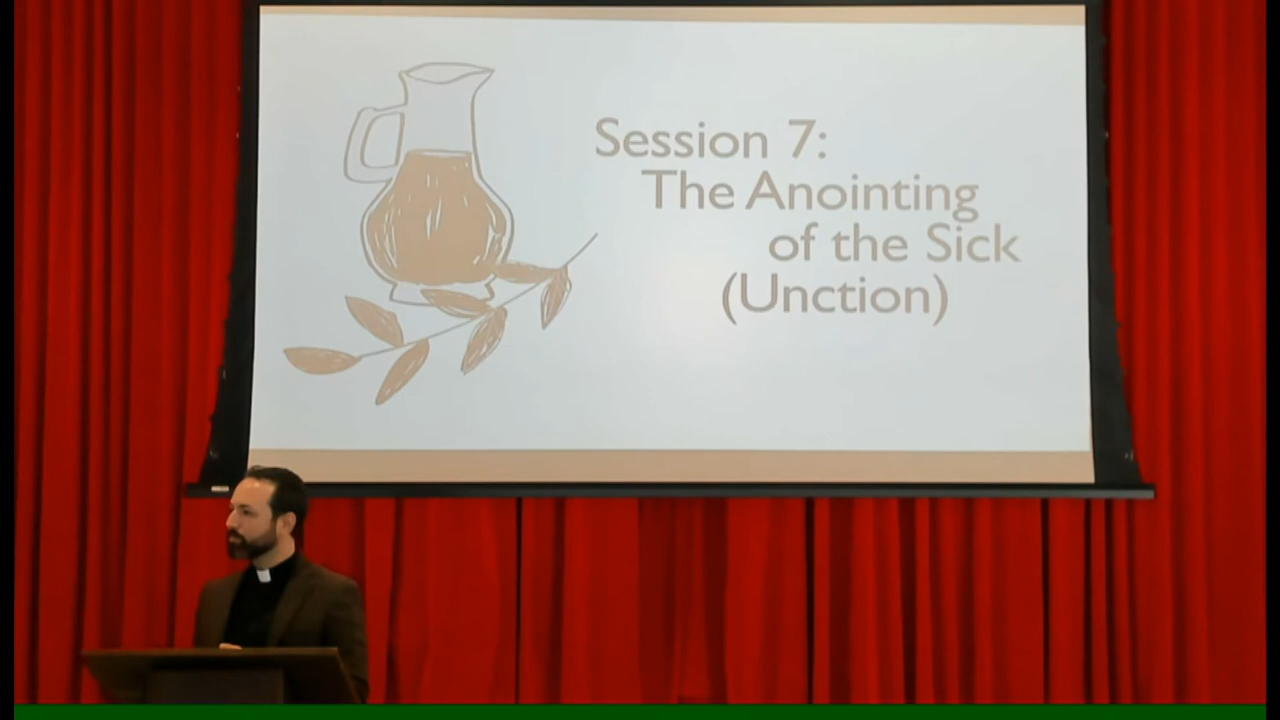 Session 7:
The Anointing
of the Sick
(Unction)